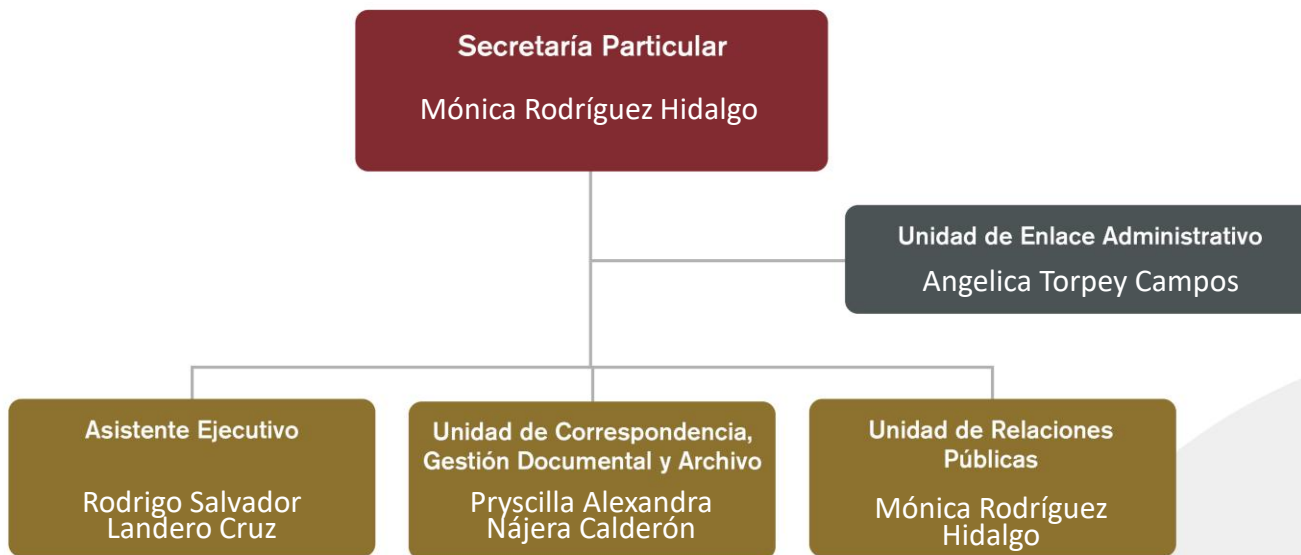 Secretaría Particular
Mónica Rodríguez Hidalgo
Unidad de Enlace Administrativo
Angelica Torpey Campos
Asistente Ejecutivo
Rodrigo Salvador
Landero Cruz
Unidad de Correspondencia,
Gestión Documental y Archivo
Pryscilla Alexandra
Nájera Calderón
Unidad de Relaciones
Públicas
Mónica Rodríguez
Hidalgo